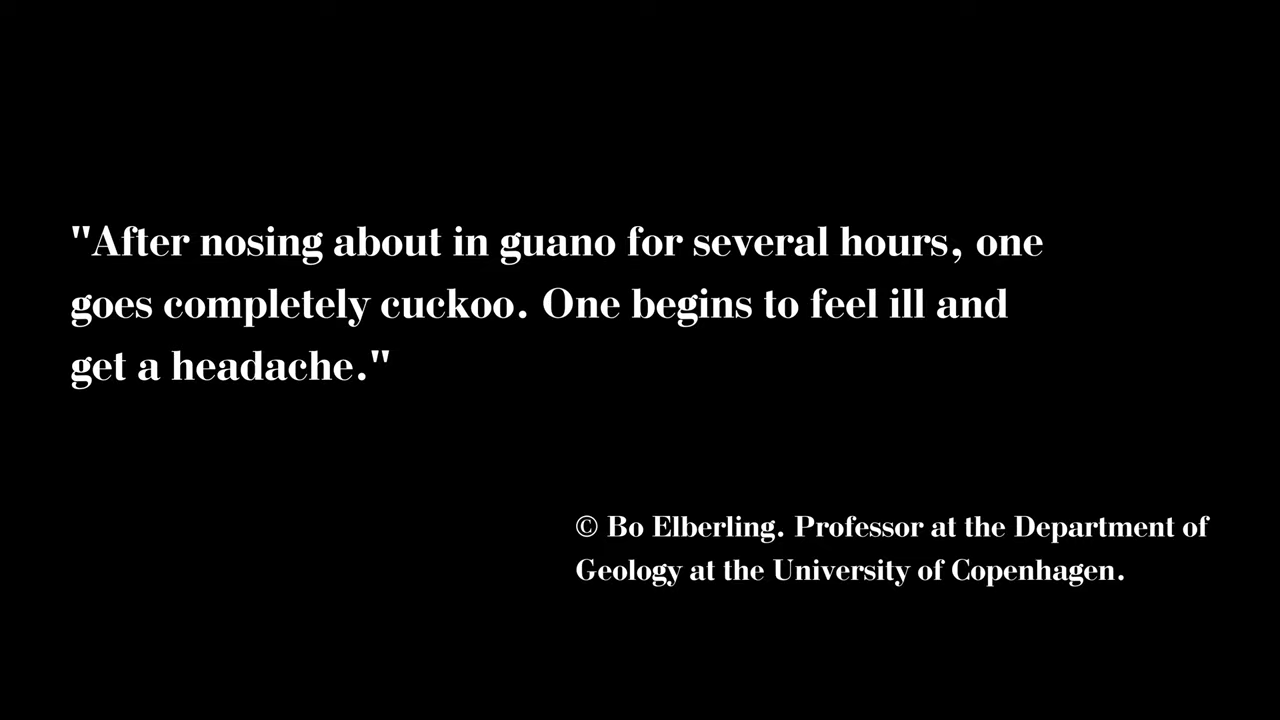 "After nosing about in guano for several hours, one
goes completely cuckoo. One begins to feel ill and
get a headache."
© Bo Elberling. Professor at the Department of
Geology at the University of Copenhagen.